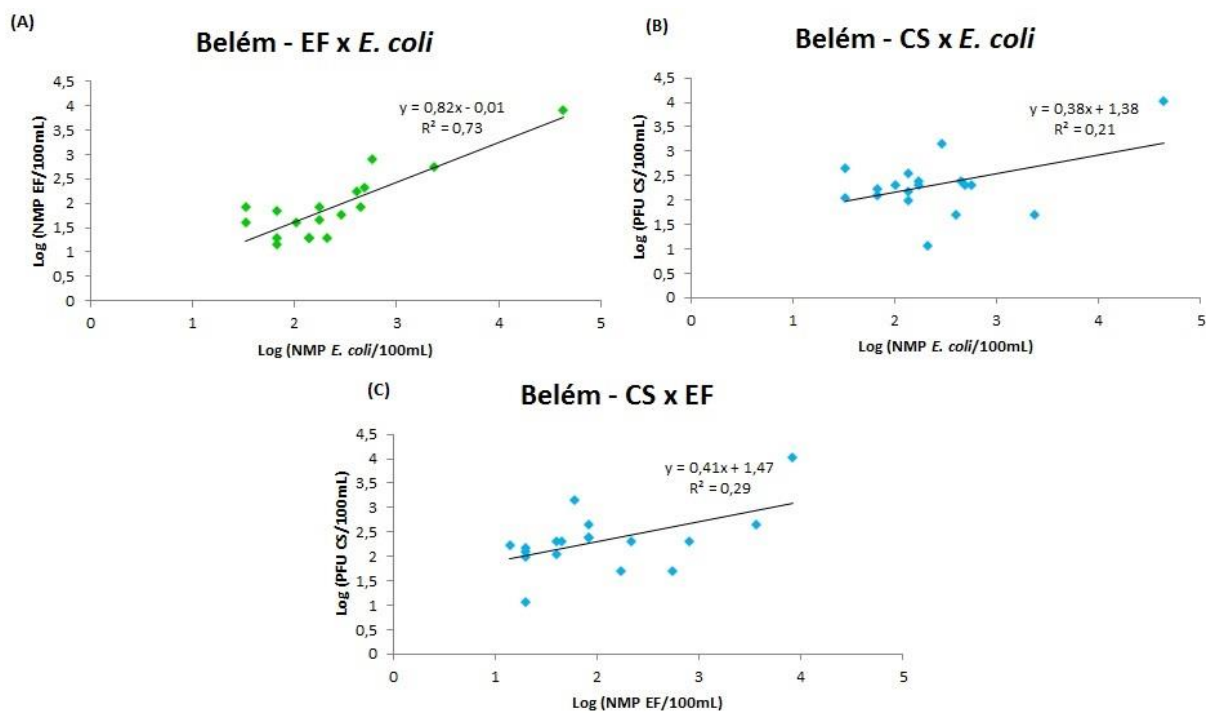 (A)
Belém - EF x E. coli
4,5
4
3,5
3
2,5
2
1,5
1
0,5
0
Log (NMP EF/100mL)
y = 0,82x - 0,01
R² = 0,73
0 1 2 3 4 5
Log (NMP E. coli/100mL)
(B)
Belém - CS x E. coli
4,5
4
3,5
3
2,5
2
1,5
1
0,5
0
Log (PFU CS/100mL)
y = 0,38x + 1,38
R² = 0,21
0 1 2 3 4 5
Log (NMP E. coli/100mL)
(C)
Belém - CS x EF
4,5
4
3,5
3
2,5
2
1,5
1
0,5
0
Log (PFU CS/100mL)
y = 0,41x + 1,47
R² = 0,29
0 1 2 3 4 5
Log (NMP EF/100mL)